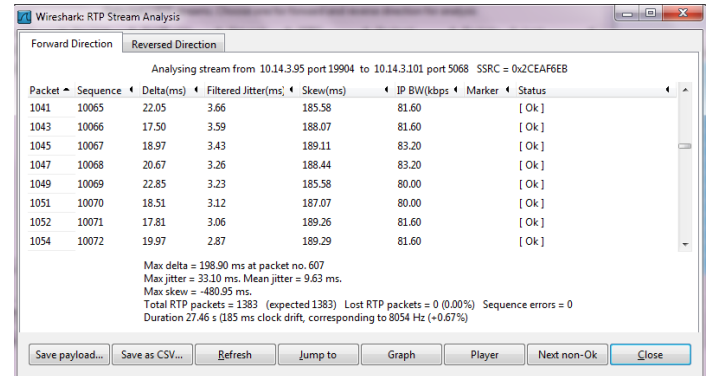 Wireshark: RTP Stream Analysis
Forward Direction Reversed Direction
Analysing stream from 10.14.3.95 port 19904 to 10.14.3.101 port 5068 SSRC = 0x2CEAF6EB
Packet Sequence Delta(ms) Filtered Jitter(ms) Skew(ms) IP BW(kbps Marker Status
1041 10065 22.05 3.66 185.58 81.60 [ Ok ]
1043 10066 17.50 3.59 188.07 81.60 [ Ok ]
1045 10067 18.97 3.43 189.11 83.20 [ Ok ]
1047 10068 20.67 3.26 188.44 83.20 [ Ok ]
1049 10069 22.85 3.23 185.58 80.00 [ Ok ]
1051 10070 18.51 3.12 187.07 80.00 [ Ok ]
1052 10071 17.81 3.06 189.26 81.60 [ Ok ]
1054 10072 19.97 2.87 189.29 81.60 [ Ok ]
Max delta = 198.90 ms at packet no. 607
Max jitter = 33.10 ms. Mean jitter = 9.63 ms.
Max skew = -480.95 ms.
Total RTP packets = 1383 (expected 1383) Lost RTP packets = 0 (0.00%) Sequence errors = 0
Duration 27.46 s (185 ms clock drift, corresponding to 8054 Hz (+0.67%)
Save payload... Save as CSV... Refresh Jump to Graph Player Next non-Ok Close